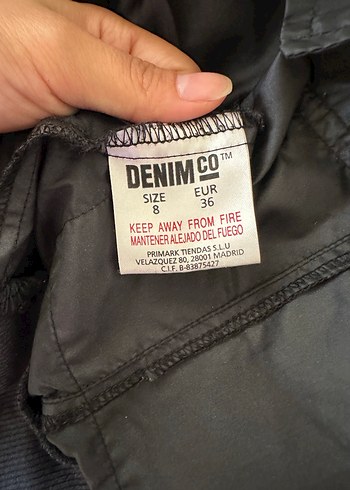 DENIM CO™
SIZE EUR
8 36
KEEP AWAY FROM FIRE
MANTENER ALEJADO DEL FUEGO
PRIMARK TIENDAS S.L.U
VELAZQUEZ 80, 28001 MADRID
C.I.F. B-83875427